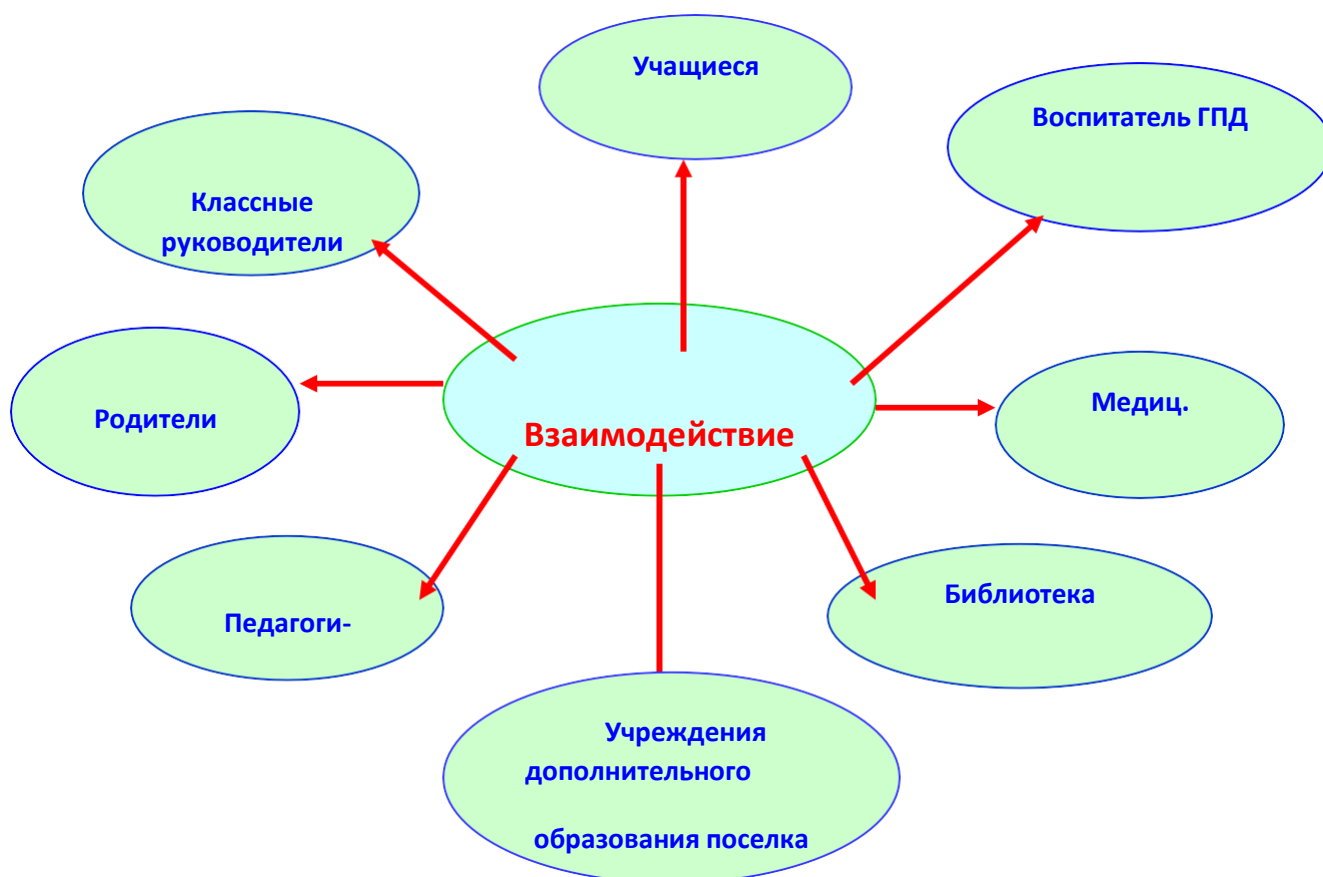 Учащиеся
Воспитатель ГПД
Классные
руководители
Родители
Медиц.
Взаимодействие
Библиотека
Педагоги-
Учреждения
дополнительного
образования поселка